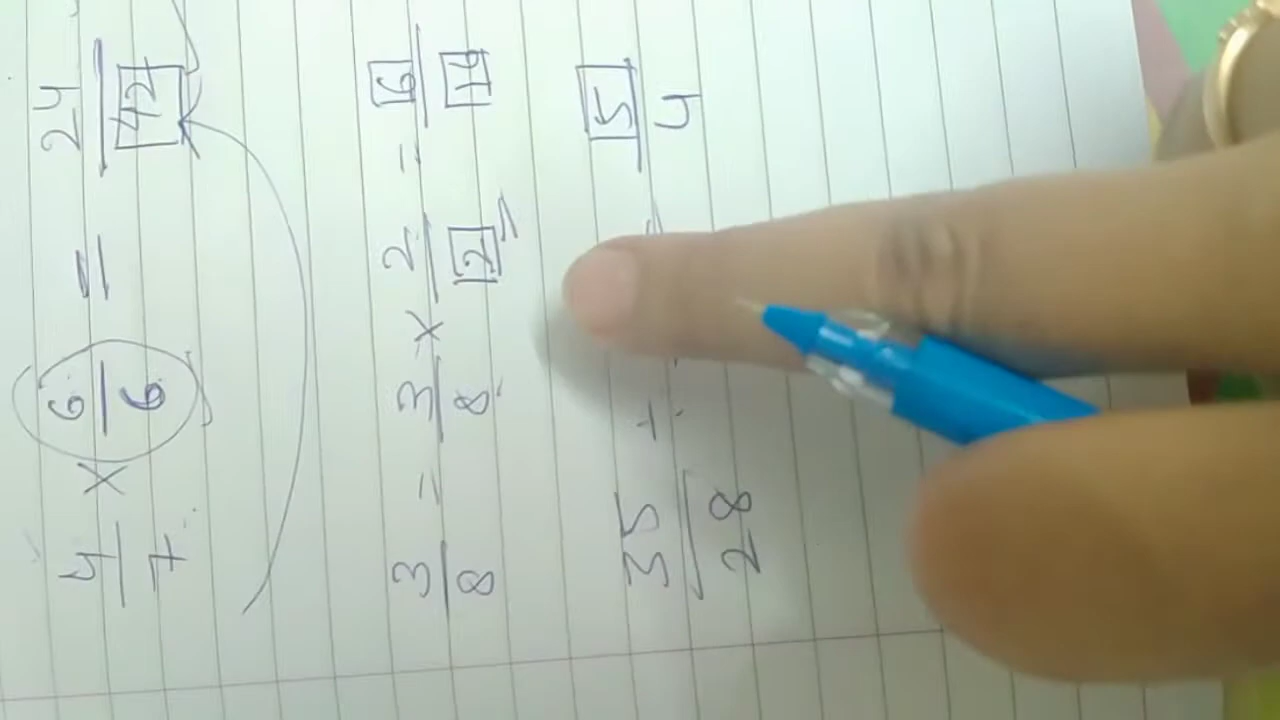 4/7 × 6/6 = 24/42
3/8 = 3/8 × 2/2 = 6/16
35/28 ÷ = 5/4